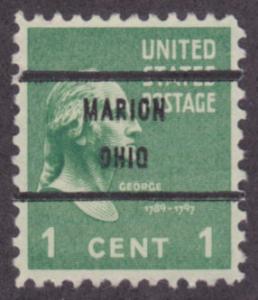 UNITED
STATES
POSTAGE
MARION
OHIO
GEORGE
1789-1797
1 CENT 1